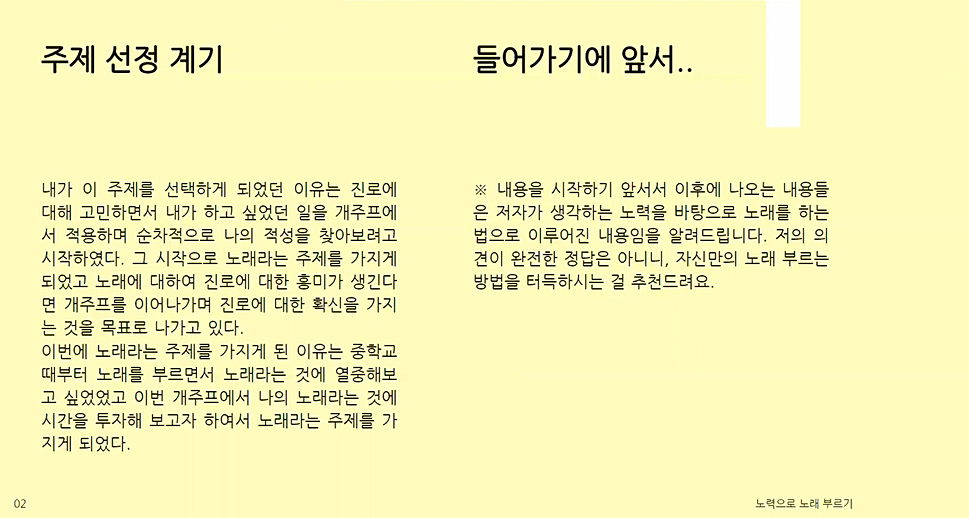 주제 선정 계기
내가 이 주제를 선택하게 되었던 이유는 진로에
대해 고민하면서 내가 하고 싶었던 일을 개주프에
서 적용하며 순차적으로 나의 적성을 찾아보려고
시작하였다. 그 시작으로 노래라는 주제를 가지게
되었고 노래에 대하여 진로에 대한 흥미가 생긴다
면 개주프를 이어나가며 진로에 대한 확신을 가지
는 것을 목표로 나가고 있다.
이번에 노래라는 주제를 가지게 된 이유는 중학교
때부터 노래를 부르면서 노래라는 것에 열중해보
고 싶었었고 이번 개주프에서 나의 노래라는 것에
시간을 투자해 보고자 하여서 노래라는 주제를 가
지게 되었다.
들어가기에 앞서..
※ 내용을 시작하기 앞서서 이후에 나오는 내용들
은 저자가 생각하는 노력을 바탕으로 노래를 하는
법으로 이루어진 내용임을 알려드립니다. 저의 의
견이 완전한 정답은 아니니, 자신만의 노래 부르는
방법을 터득하시는 걸 추천드려요.
02
노력으로 노래 부르기